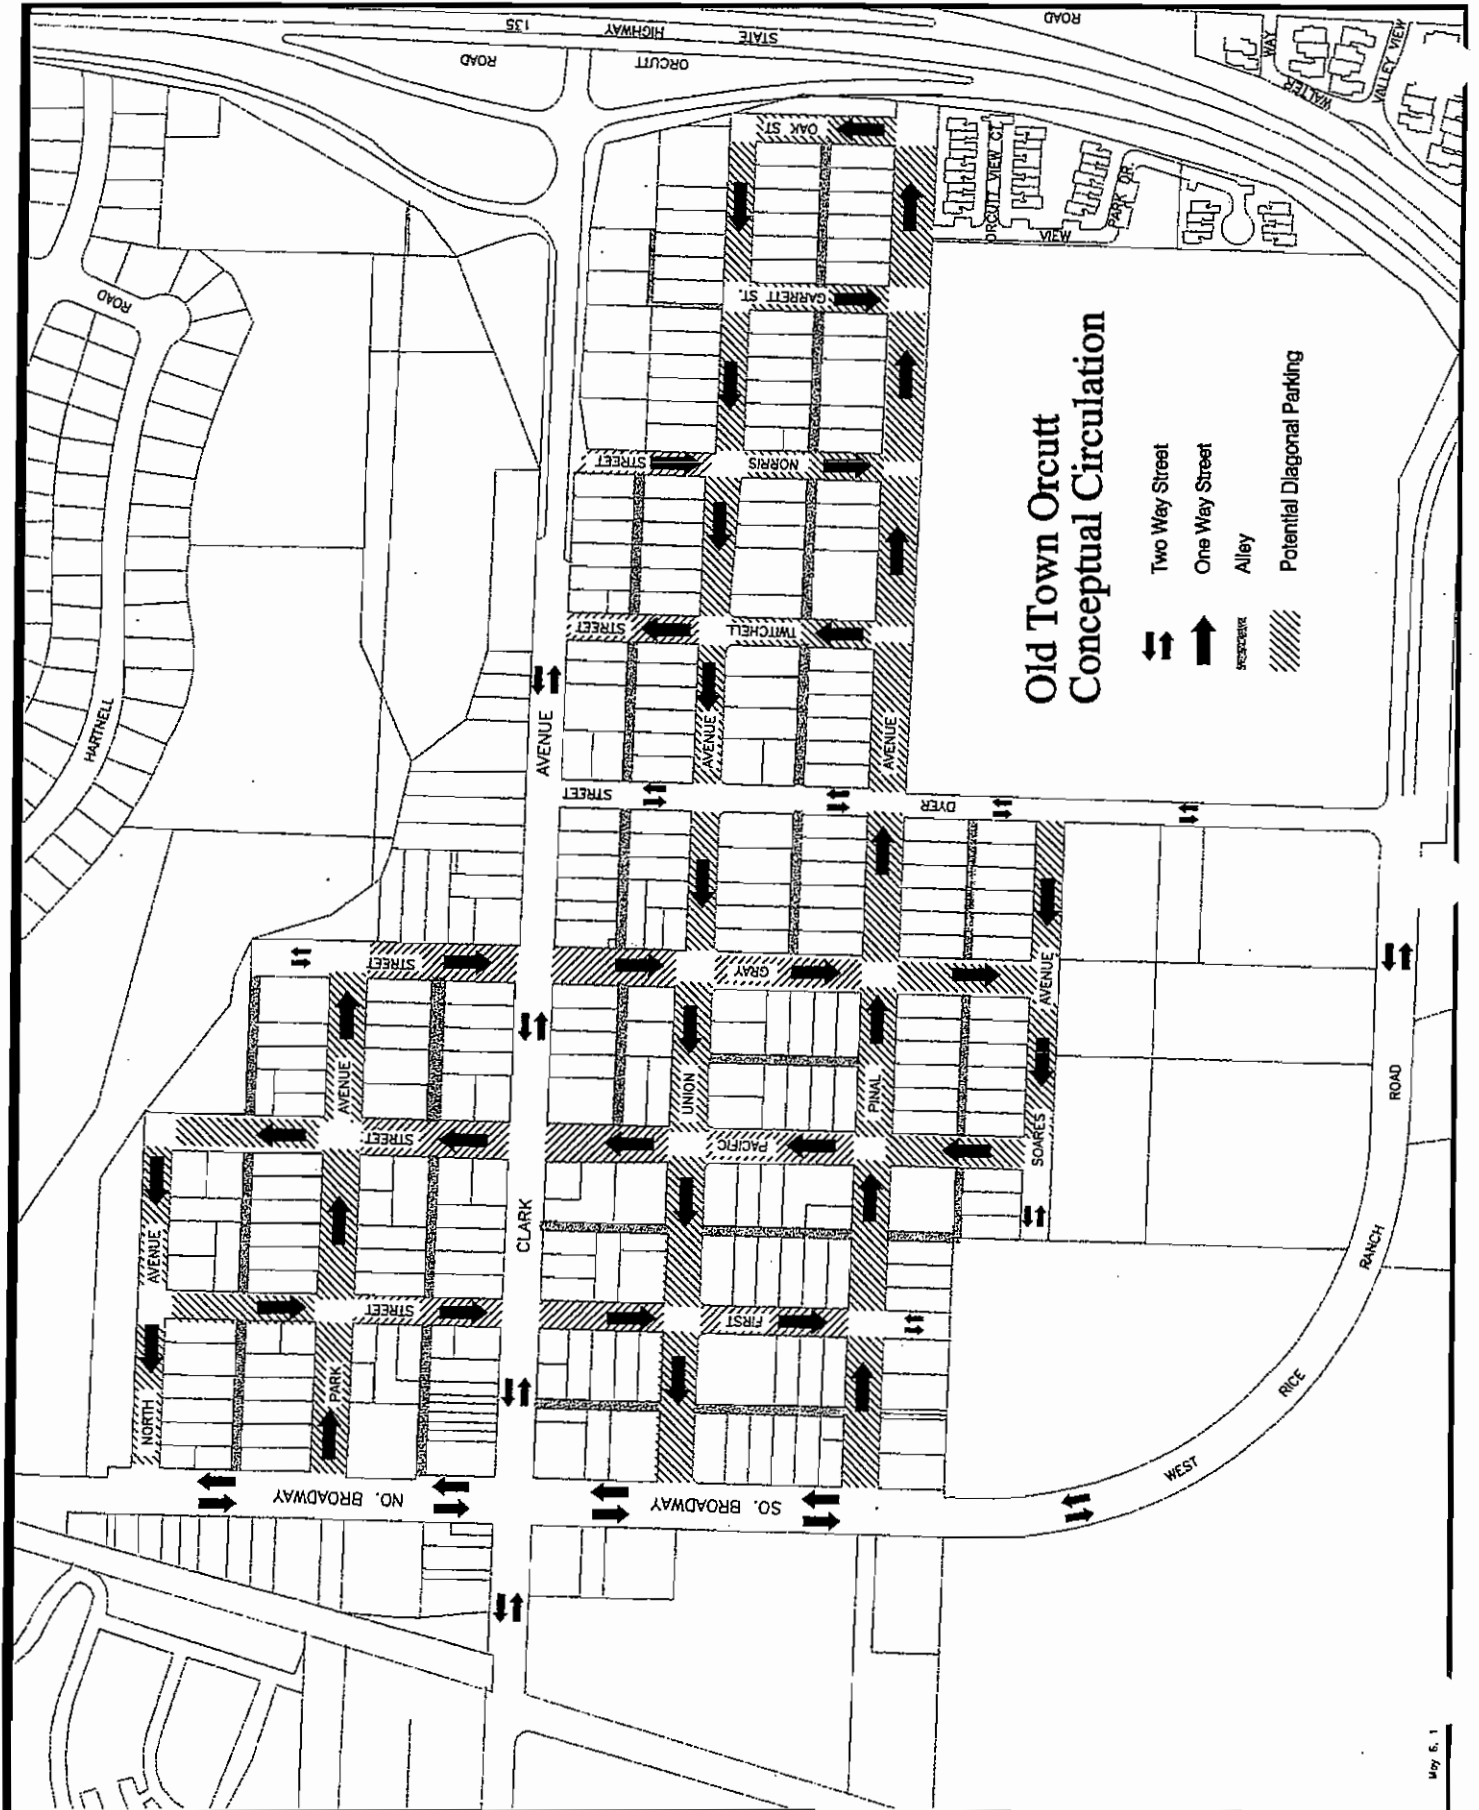 Old Town Orcutt
Conceptual Circulation
Two Way Street
One Way Street
Alley
Potential Diagonal Parking
STATE
HIGHWAY
135
ROAD
ORCUTT
ROAD
WAY
WALTER
VALLEY VIEW
ORCUTT VIEW CT
VIEW
PARK DR.
OAK ST.
GARRETT ST.
STREET
NORRIS
STREET
TWITCHELL
STREET
DYER
STREET
GRAY
STREET
PACIFIC
STREET
FIRST
ROAD
HARTNELL
AVENUE
CLARK
AVENUE
UNION
AVENUE
PINAL
AVENUE
SOARES
AVENUE
PARK
AVENUE
NORTH
NO. BROADWAY
SO. BROADWAY
WEST
RICE
RANCH
ROAD
May 6, 1